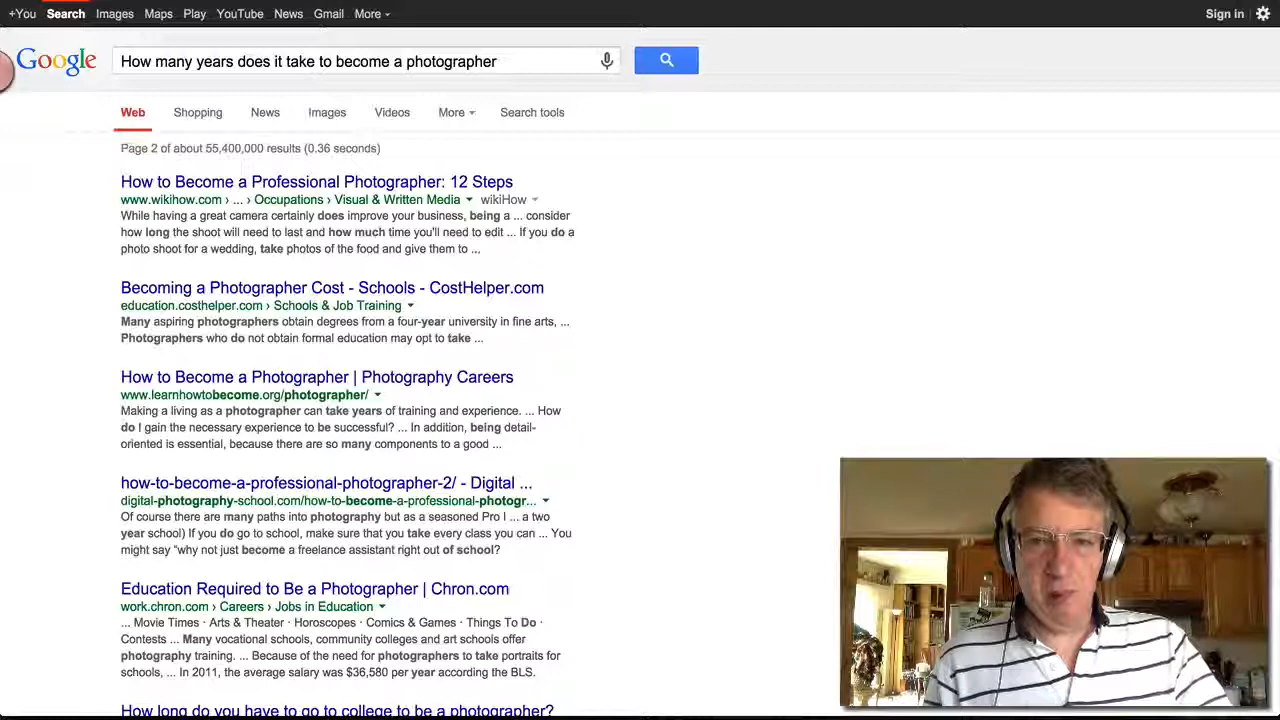 +You Search Images Maps Play YouTube News Gmail More Sign in
Google How many years does it take to become a photographer
Web Shopping News Images Videos More Search tools
Page 2 of about 55,400,000 results (0.36 seconds)
How to Become a Professional Photographer: 12 Steps
www.wikihow.com › ... › Occupations › Visual & Written Media wikiHow
While having a great camera certainly does improve your business, being a ... consider
how long the shoot will need to last and how much time you'll need to edit ... If you do a
photo shoot for a wedding, take photos of the food and give them to ...
Becoming a Photographer Cost - Schools - CostHelper.com
education.costhelper.com › Schools & Job Training
Many aspiring photographers obtain degrees from a four-year university in fine arts, ...
Photographers who do not obtain formal education may opt to take ...
How to Become a Photographer | Photography Careers
www.learnhowtobecome.org/photographer/
Making a living as a photographer can take years of training and experience. ... How
do I gain the necessary experience to be successful? ... In addition, being detail-
oriented is essential, because there are so many components to a good ...
how-to-become-a-professional-photographer-2/ - Digital ...
digital-photography-school.com/how-to-become-a-professional-photogr...
Of course there are many paths into photography but as a seasoned Pro I ... a two
year school) If you do go to school, make sure that you take every class you can ... You
might say "why not just become a freelance assistant right out of school?
Education Required to Be a Photographer | Chron.com
work.chron.com › Careers › Jobs in Education
... Movie Times · Arts & Theater · Horoscopes · Comics & Games · Things To Do ·
Contests ... Many vocational schools, community colleges and art schools offer
photography training. ... Because of the need for photographers to take portraits for
schools, ... In 2011, the average salary was $36,580 per year according the BLS.
How long do you have to go to college to be a photographer?